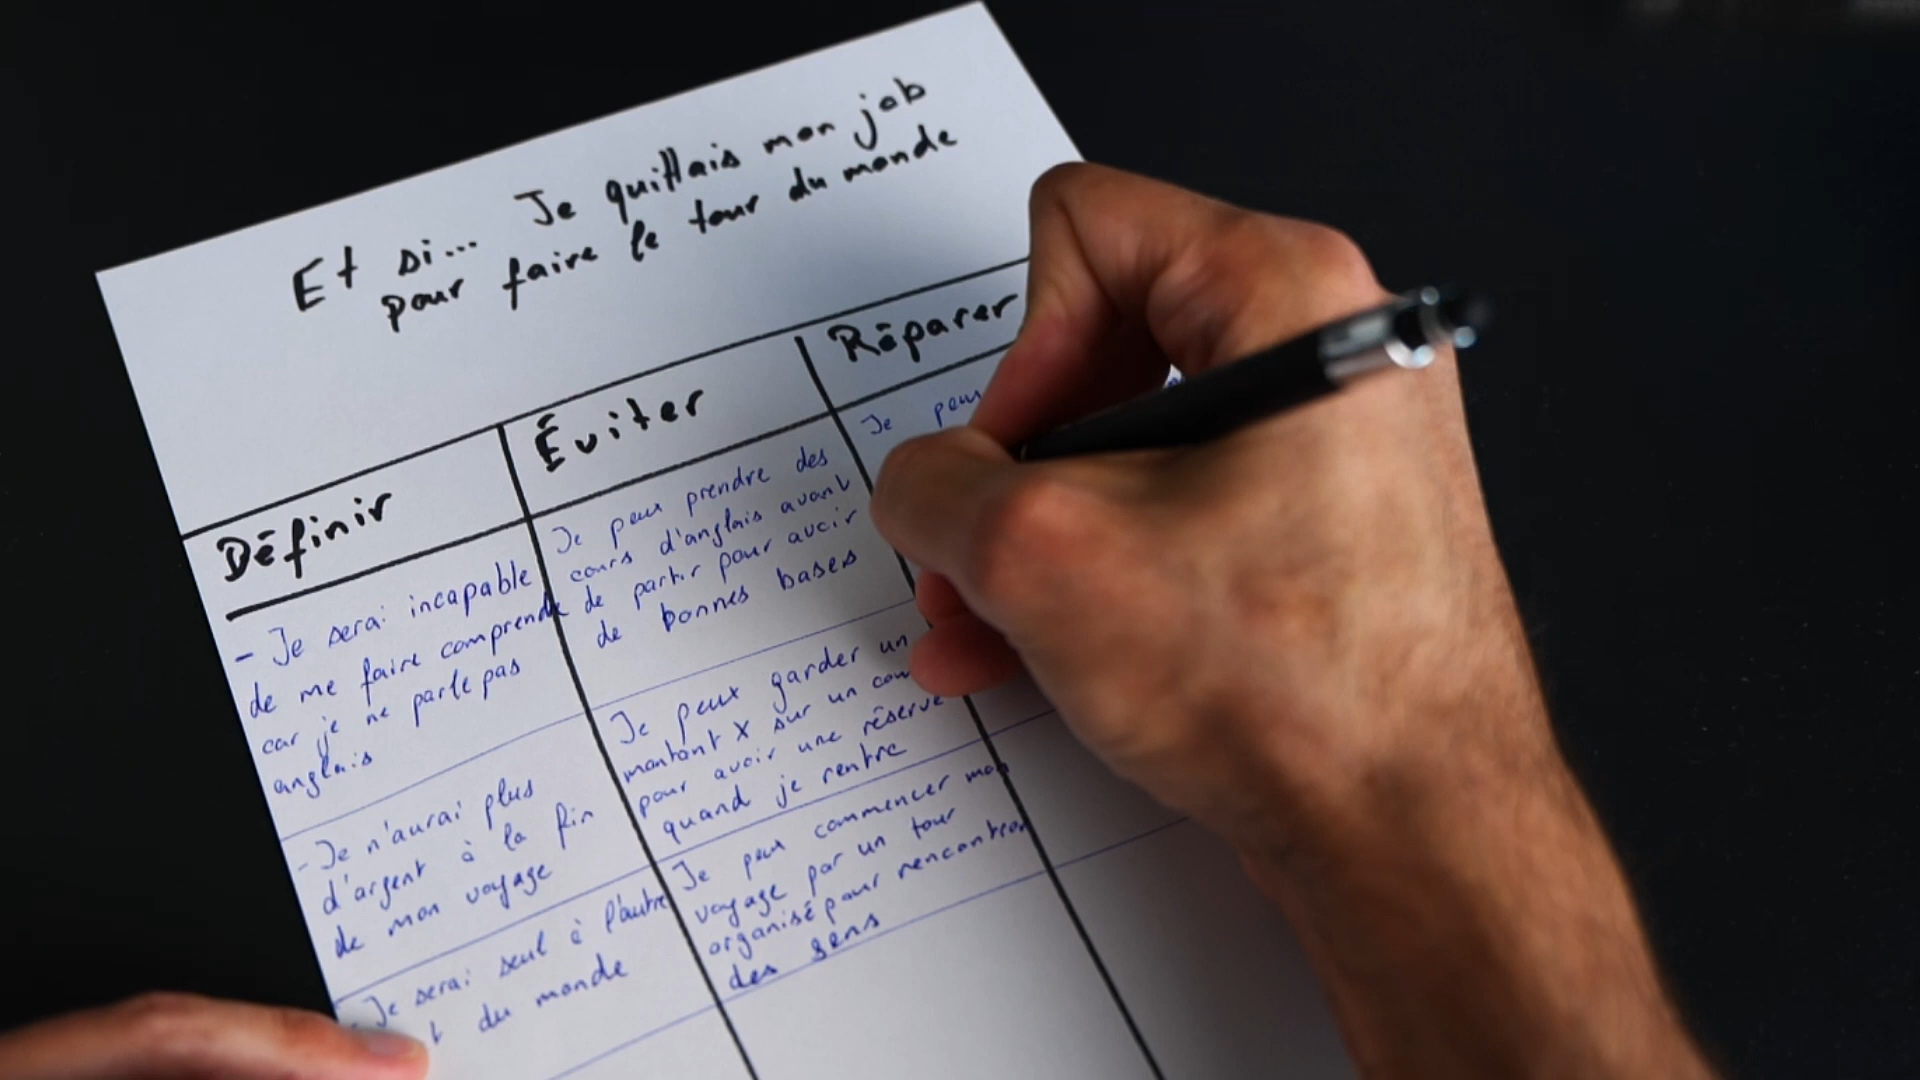 Et si... Je quittais mon job
pour faire le tour du monde
Définir
Éviter
Réparer
- Je serai incapable
de me faire comprendre
car je ne parle pas
anglais
Je peux prendre des
cours d'anglais avant
de partir pour avoir
de bonnes bases
Je peux
- Je n'aurai plus
d'argent à la fin
de mon voyage
Je peux garder un
montant X sur un
pour avoir une réserve
quand je rentre
Je serai seul à l'autre
du monde
Je peux commencer mon
voyage par un tour
organisé pour rencontrer
des gens